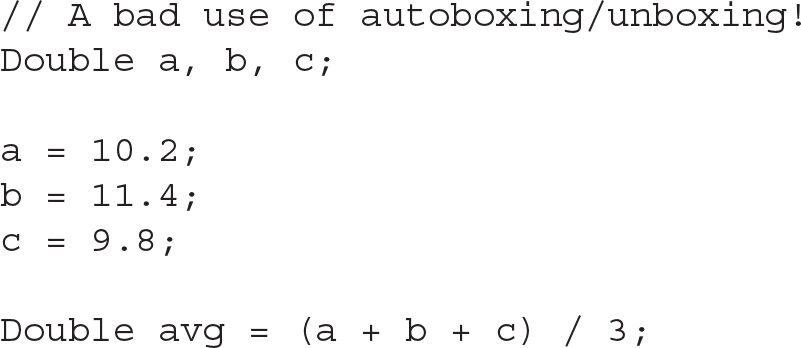 // A bad use of autoboxing/unboxing!
Double a, b, c;
a = 10.2;
b = 11.4;
c = 9.8;
Double avg = (a + b + c) / 3;